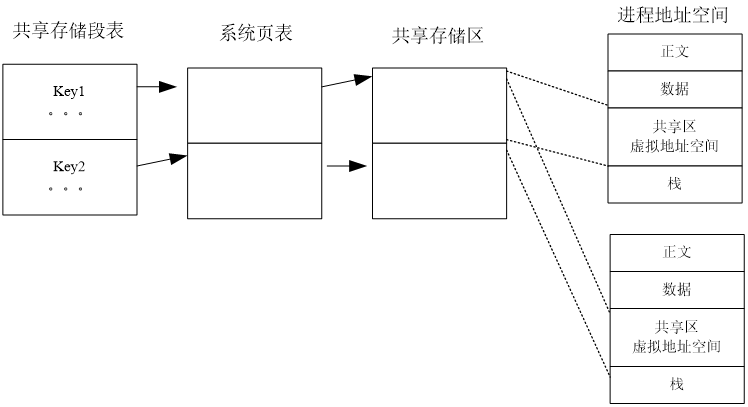 共享存储段表
系统页表
共享存储区
进程地址空间
Key1
。。。
Key2
。。。
正文
数据
共享区
虚拟地址空间
栈
正文
数据
共享区
虚拟地址空间
栈